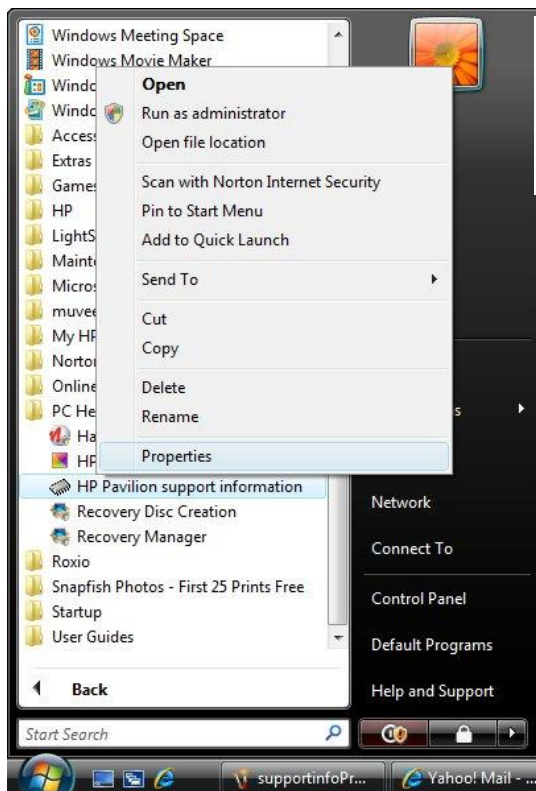 Windows Meeting Space
Windows Movie Maker
Open
Run as administrator
Open file location
Extras
HP
Scan with Norton Internet Security
Pin to Start Menu
Add to Quick Launch
Send To
Cut
Copy
My HP
Delete
Rename
Properties
HP Pavilion support information
Recovery Disc Creation
Recovery Manager
Roxio
Snapfish Photos - First 25 Prints Free
Startup
User Guides
Back
Start Search
Network
Connect To
Control Panel
Default Programs
Help and Support
supportinfoPr...
Yahoo! Mail - ...